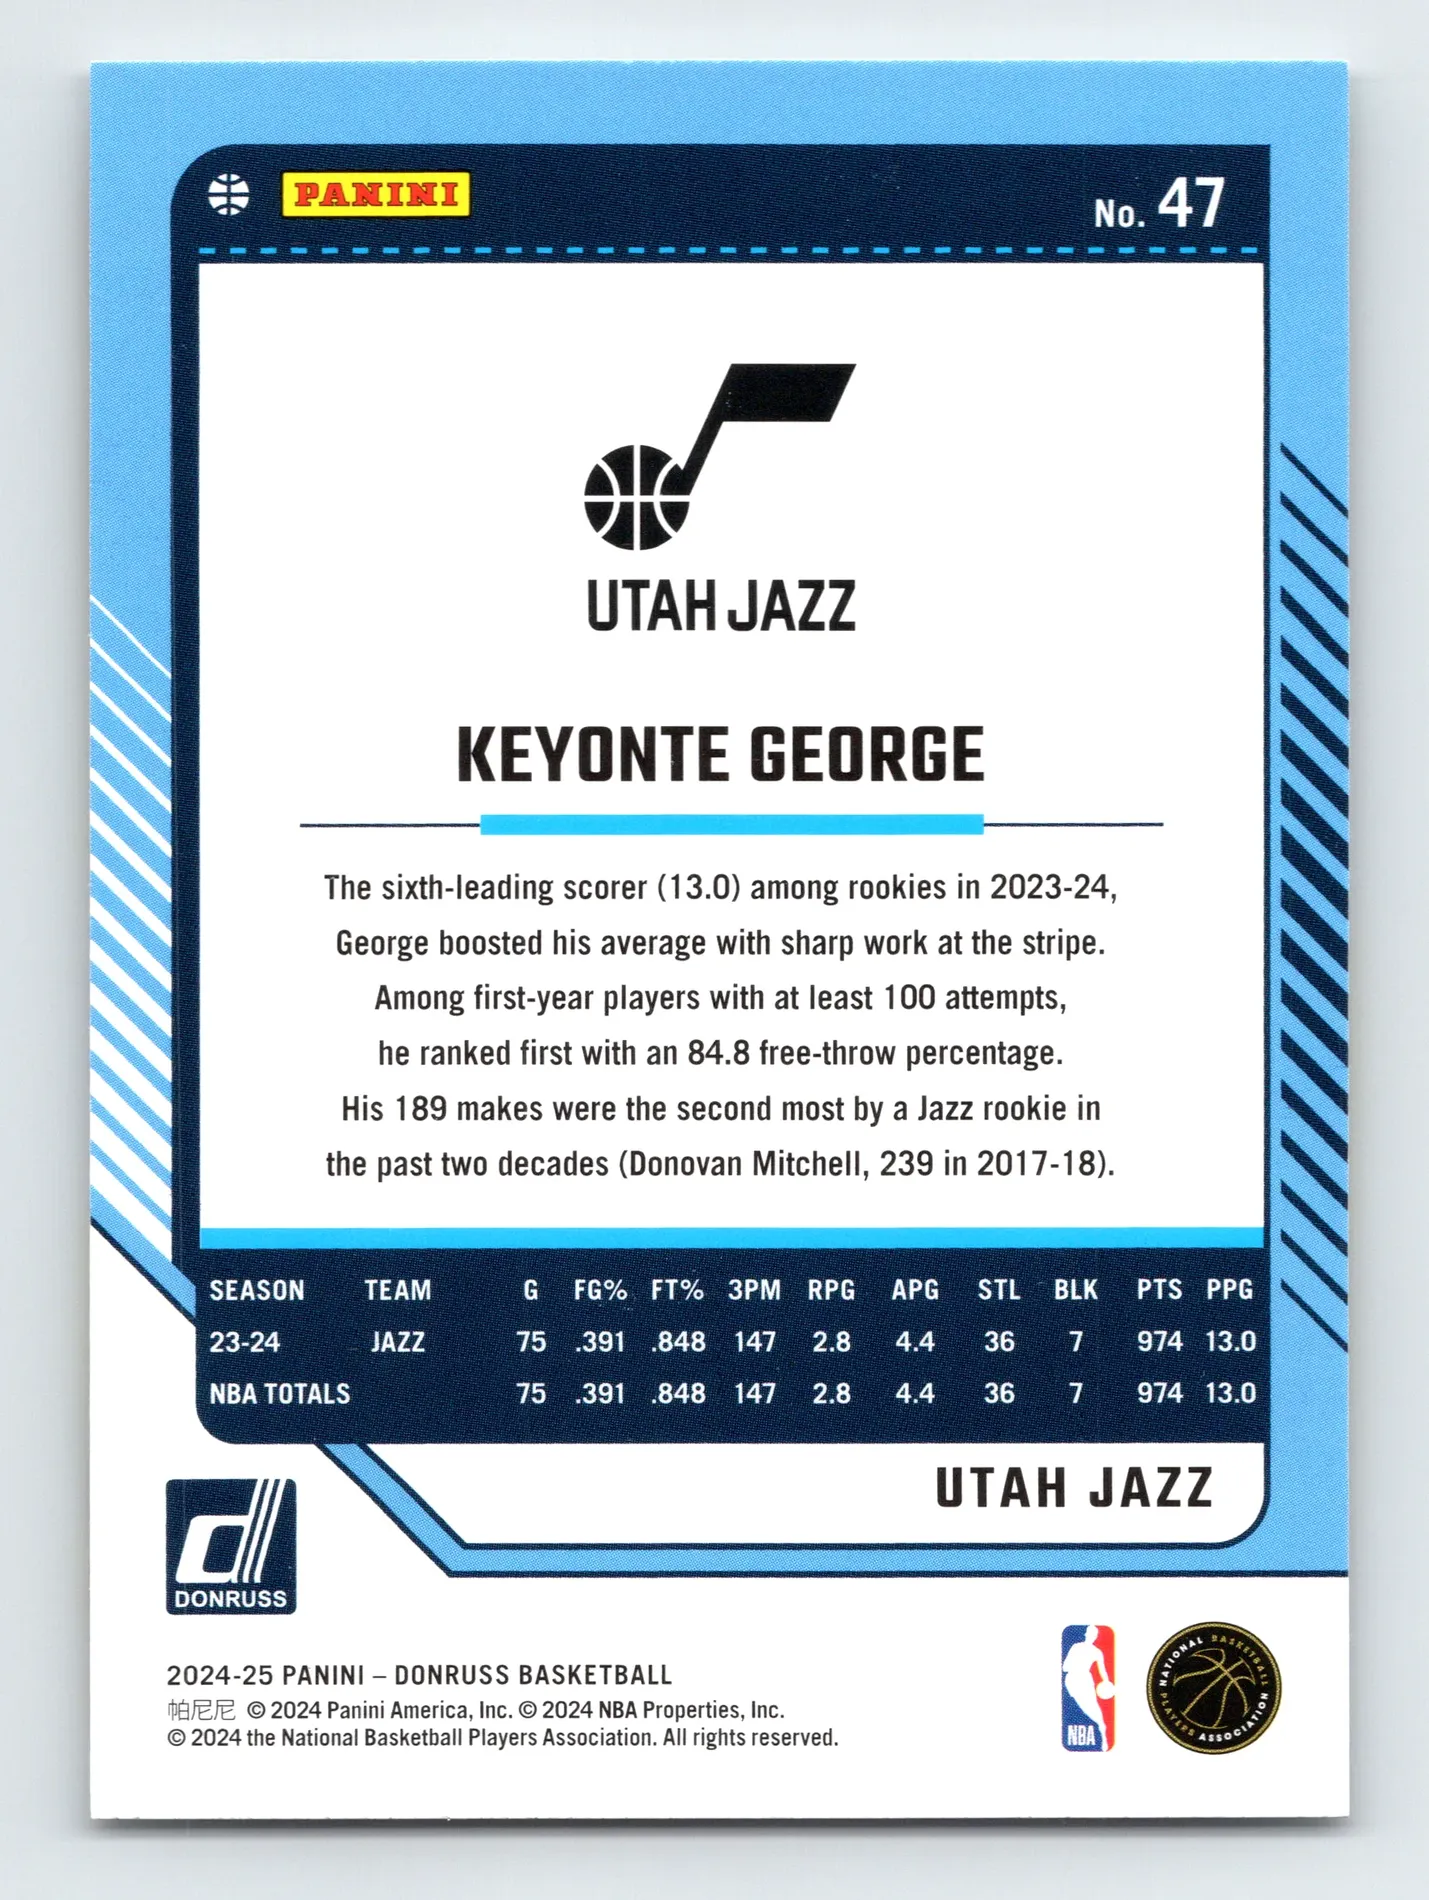 PANINI
No. 47
UTAH JAZZ
KEYONTE GEORGE
The sixth-leading scorer (13.0) among rookies in 2023-24,
George boosted his average with sharp work at the stripe.
Among first-year players with at least 100 attempts,
he ranked first with an 84.8 free-throw percentage.
His 189 makes were the second most by a Jazz rookie in
the past two decades (Donovan Mitchell, 239 in 2017-18).
SEASON TEAM G FG% FT% 3PM RPG APG STL BLK PTS PPG
23-24 JAZZ 75 .391 .848 147 2.8 4.4 36 7 974 13.0
NBA TOTALS 75 .391 .848 147 2.8 4.4 36 7 974 13.0
UTAH JAZZ
d
DONRUSS
2024-25 PANINI – DONRUSS BASKETBALL
帕尼尼 © 2024 Panini America, Inc. © 2024 NBA Properties, Inc.
© 2024 the National Basketball Players Association. All rights reserved.
NBA
NATIONAL BASKETBALL
PLAYERS ASSOCIATION